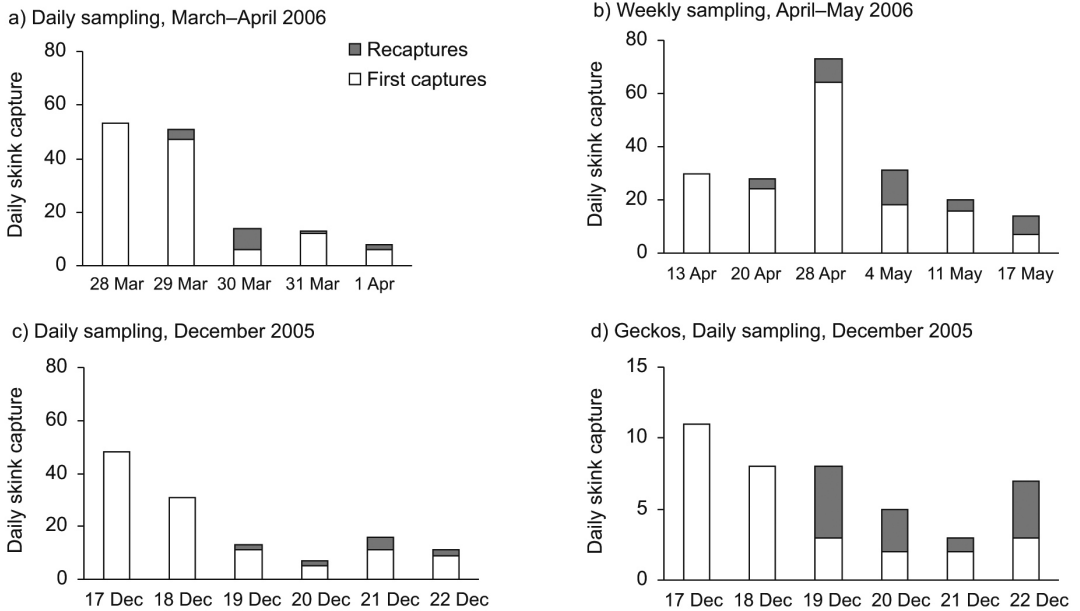 a) Daily sampling, March–April 2006
Recaptures
First captures
Daily skink capture
80
60
40
20
0
28 Mar 29 Mar 30 Mar 31 Mar 1 Apr
b) Weekly sampling, April–May 2006
Daily skink capture
80
60
40
20
0
13 Apr 20 Apr 28 Apr 4 May 11 May 17 May
c) Daily sampling, December 2005
Daily skink capture
80
60
40
20
0
17 Dec 18 Dec 19 Dec 20 Dec 21 Dec 22 Dec
d) Geckos, Daily sampling, December 2005
Daily skink capture
15
10
5
0
17 Dec 18 Dec 19 Dec 20 Dec 21 Dec 22 Dec